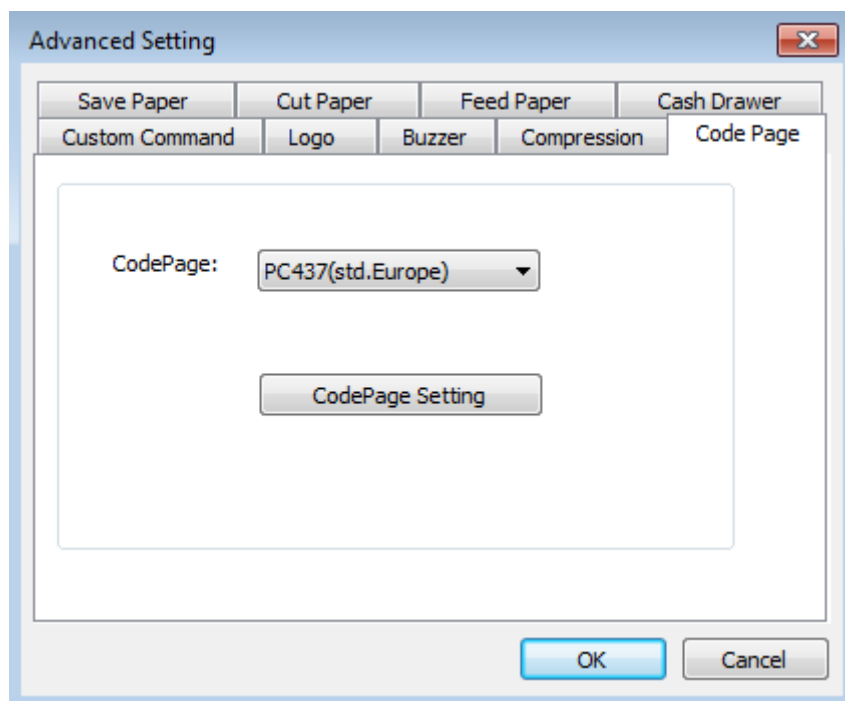 Advanced Setting
Save Paper Cut Paper Feed Paper Cash Drawer
Custom Command Logo Buzzer Compression Code Page
CodePage: PC437(std.Europe)
CodePage Setting
OK Cancel